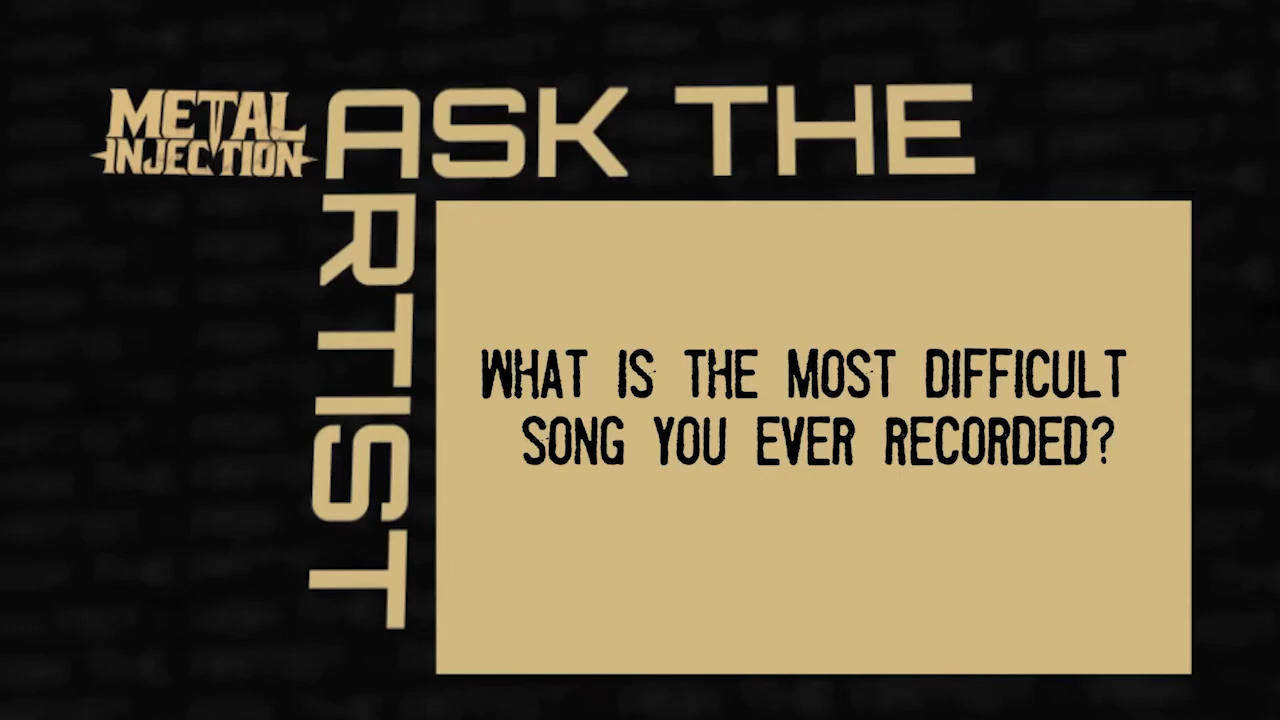 METAL
INJECTION
ASK THE
ARTIST
WHAT IS THE MOST DIFFICULT
SONG YOU EVER RECORDED?